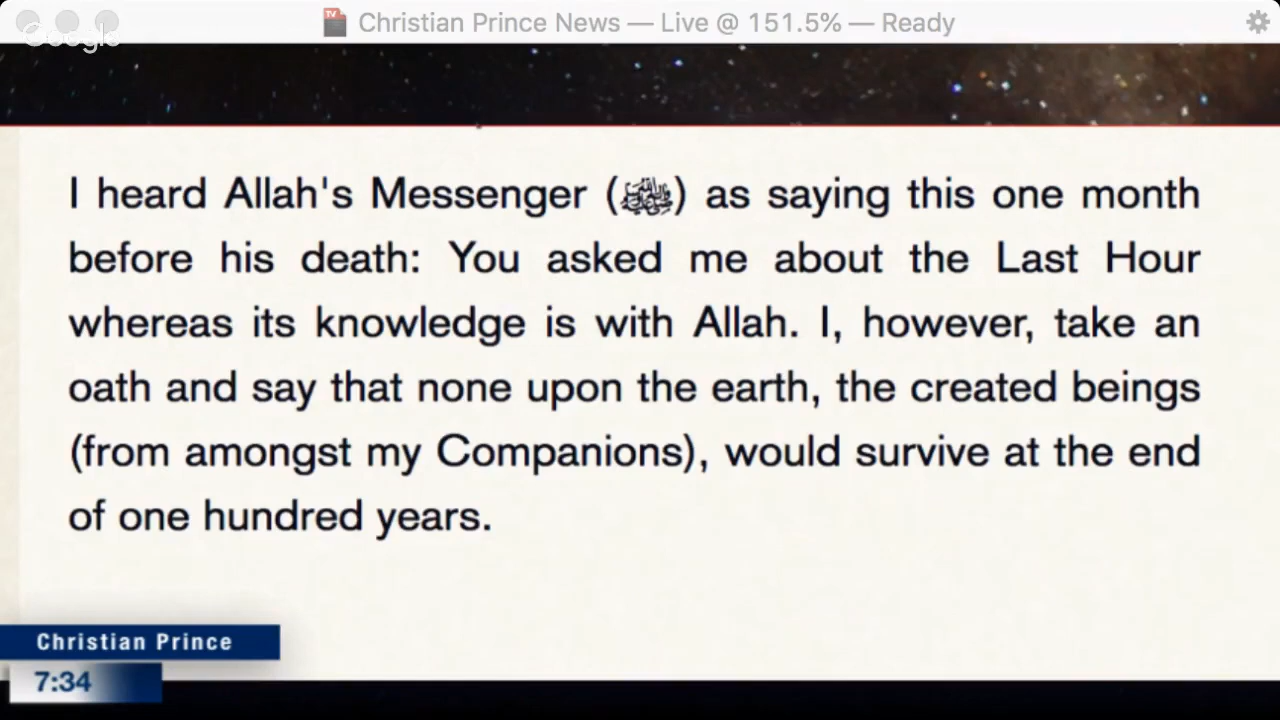 Christian Prince News — Live @ 151.5% — Ready
Google
I heard Allah's Messenger (ﷺ) as saying this one month
before his death: You asked me about the Last Hour
whereas its knowledge is with Allah. I, however, take an
oath and say that none upon the earth, the created beings
(from amongst my Companions), would survive at the end
of one hundred years.
Christian Prince
7:34